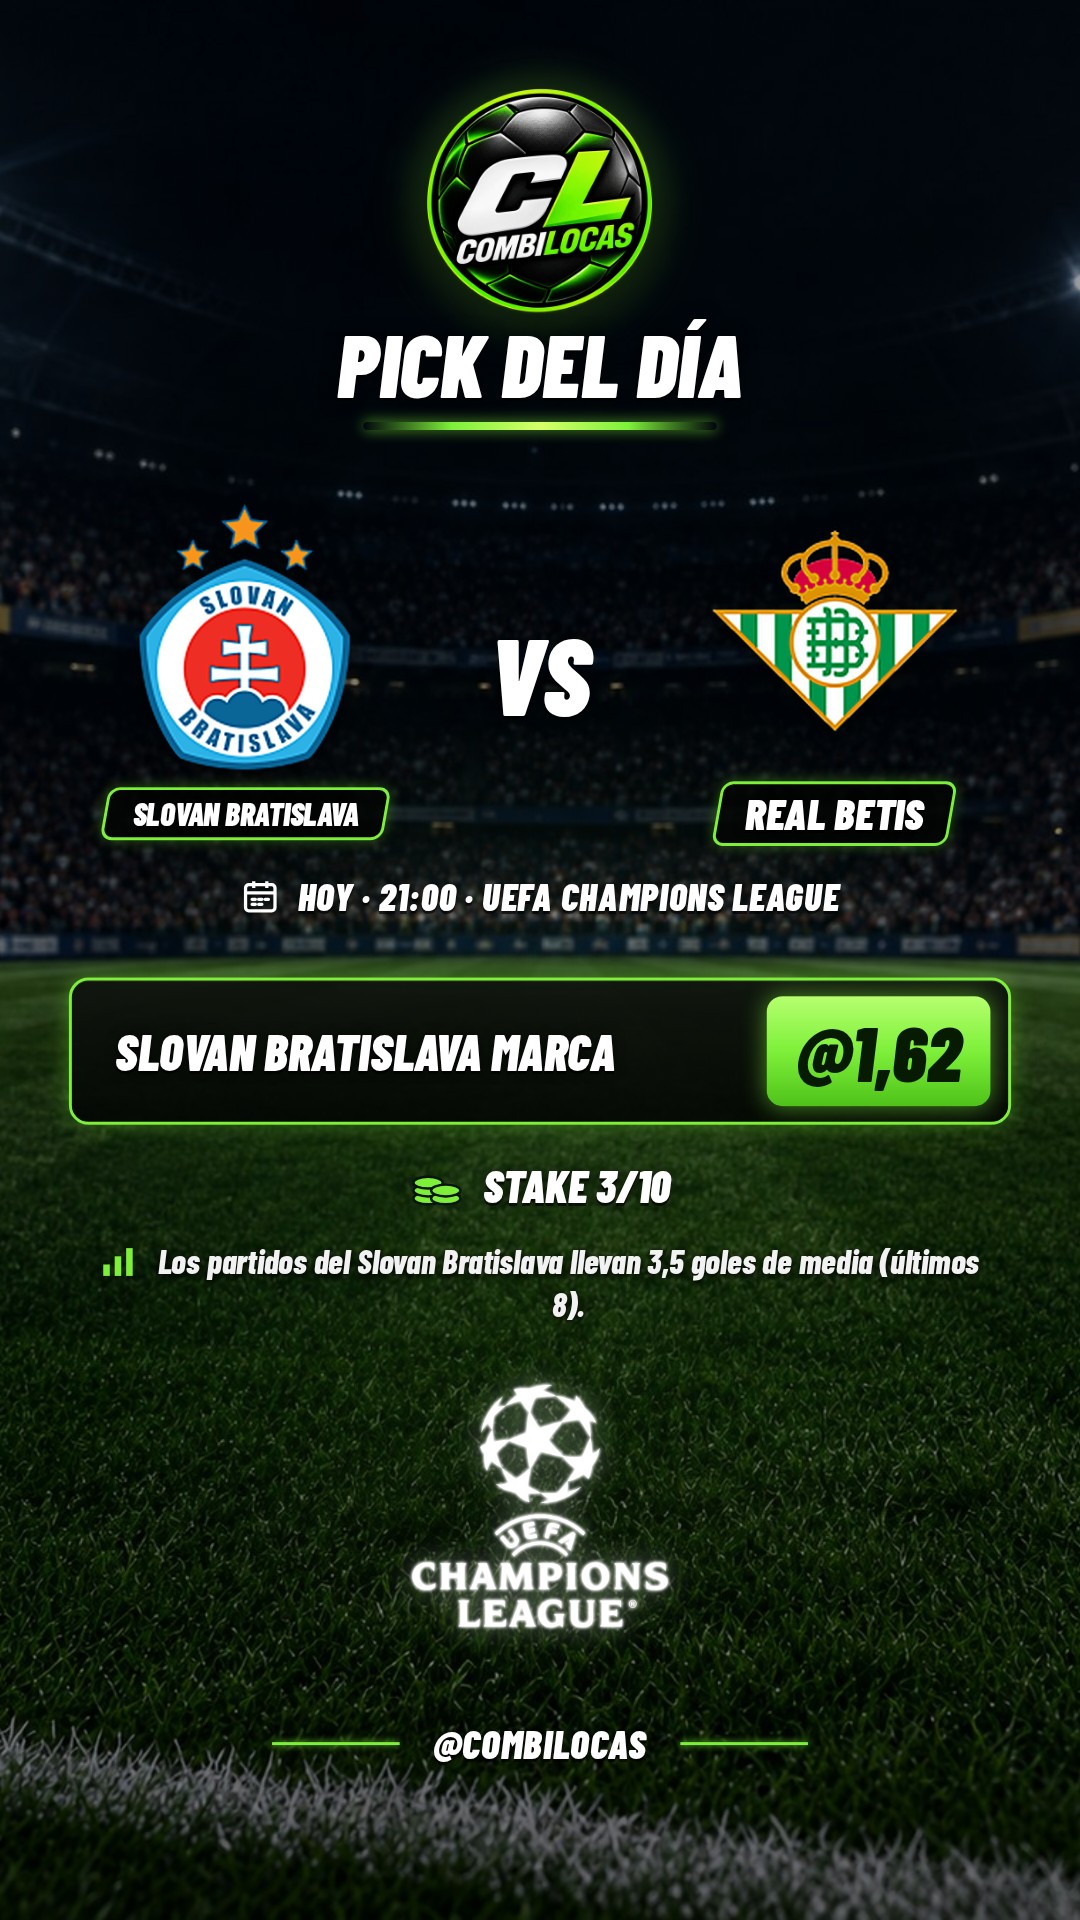 CL
COMBILOCAS
PICK DEL DÍA
SLOVAN
BRATISLAVA
VS
SLOVAN BRATISLAVA
REAL BETIS
HOY · 21:00 · UEFA CHAMPIONS LEAGUE
SLOVAN BRATISLAVA MARCA
@1,62
STAKE 3/10
Los partidos del Slovan Bratislava llevan 3,5 goles de media (últimos
8).
UEFA
CHAMPIONS
LEAGUE®
@COMBILOCAS